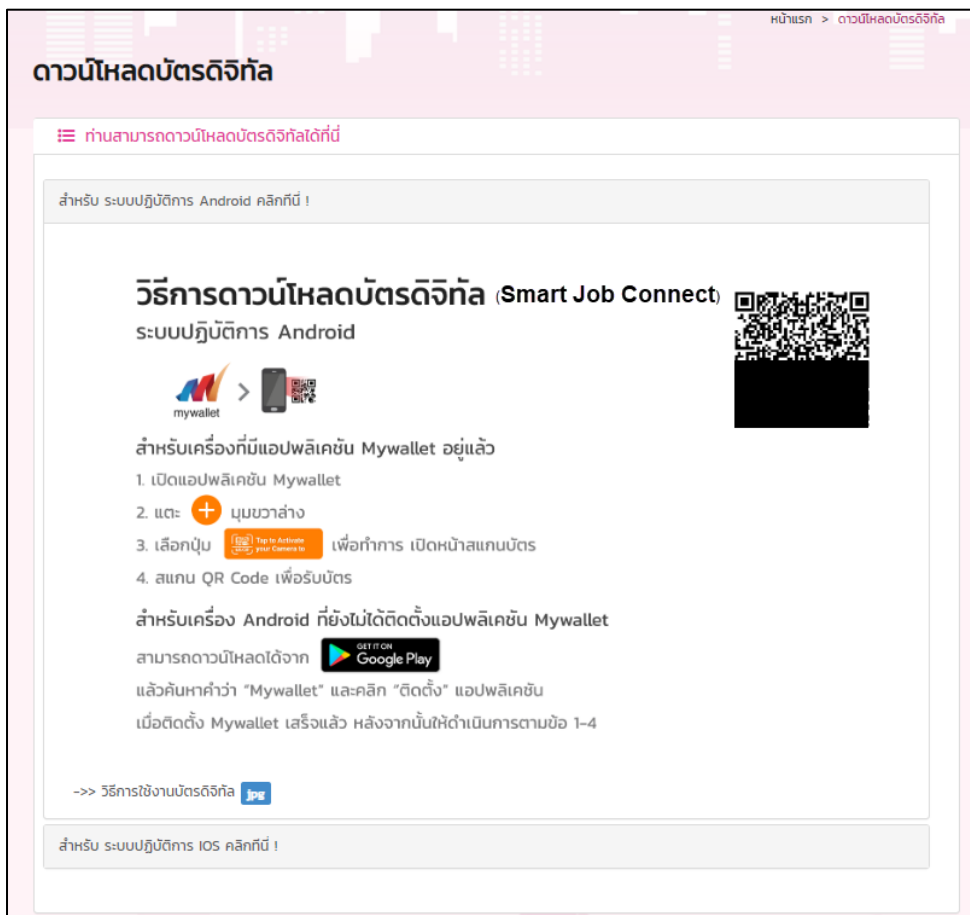 หน้าแรก > ดาวน์โหลดบัตรดิจิทัล
ดาวน์โหลดบัตรดิจิทัล
ท่านสามารถดาวน์โหลดบัตรดิจิทัลได้ที่นี่
สำหรับ ระบบปฏิบัติการ Android คลิกที่นี่ !
วิธีการดาวน์โหลดบัตรดิจิทัล (Smart Job Connect)
ระบบปฏิบัติการ Android
mywallet
สำหรับเครื่องที่มีแอปพลิเคชัน Mywallet อยู่แล้ว
1. เปิดแอปพลิเคชัน Mywallet
2. แตะ + มุมขวาล่าง
3. เลือกปุ่ม Tap to Activate your Camera to เพื่อทำการ เปิดหน้าสแกนบัตร
4. สแกน QR Code เพื่อรับบัตร
สำหรับเครื่อง Android ที่ยังไม่ได้ติดตั้งแอปพลิเคชัน Mywallet
สามารถดาวน์โหลดได้จาก GET IT ON Google Play
แล้วค้นหาคำว่า “Mywallet” และคลิก “ติดตั้ง” แอปพลิเคชัน
เมื่อติดตั้ง Mywallet เสร็จแล้ว หลังจากนั้นให้ดำเนินการตามข้อ 1-4
->> วิธีการใช้งานบัตรดิจิทัล jpg
สำหรับ ระบบปฏิบัติการ IOS คลิกที่นี่ !